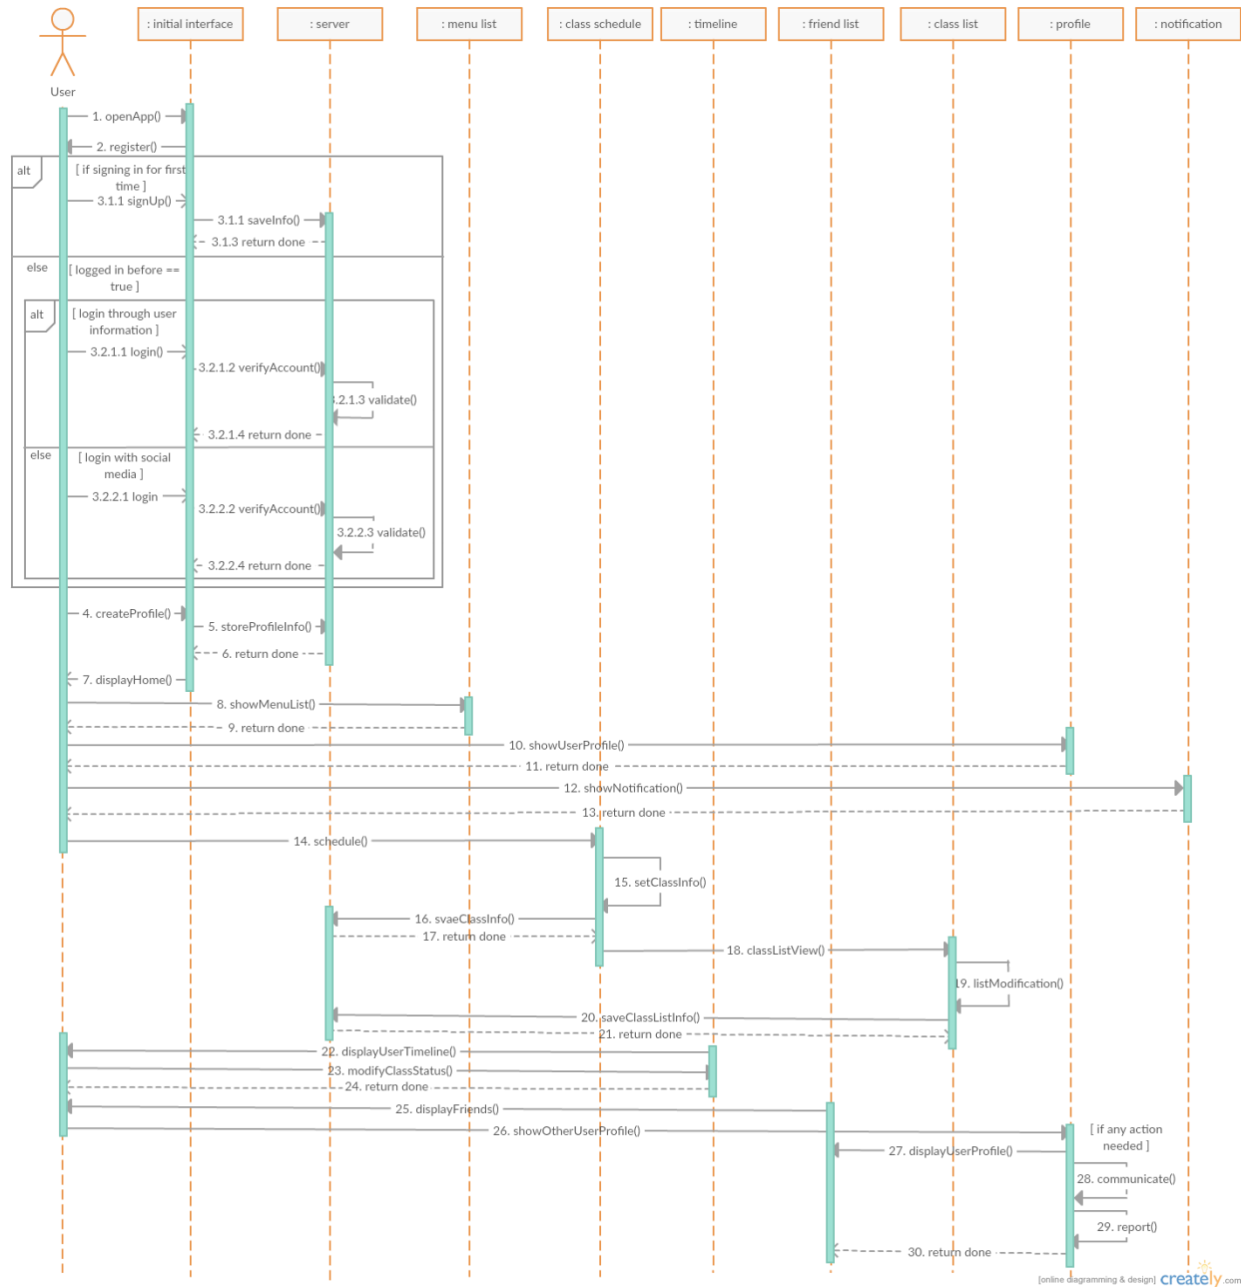 : initial interface
: server
: menu list
: class schedule
: timeline
: friend list
: class list
: profile
: notification
User
1. openApp()
2. register()
alt
[ if signing in for first
time ]
3.1.1 signUp()
3.1.1 saveInfo()
3.1.3 return done
else
[ logged in before ==
true ]
alt
[ login through user
information ]
3.2.1.1 login()
3.2.1.2 verifyAccount()
3.2.1.3 validate()
3.2.1.4 return done
else
[ login with social
media ]
3.2.2.1 login
3.2.2.2 verifyAccount()
3.2.2.3 validate()
3.2.2.4 return done
4. createProfile()
5. storeProfileInfo()
6. return done
7. displayHome()
8. showMenuList()
9. return done
10. showUserProfile()
11. return done
12. showNotification()
13. return done
14. schedule()
15. setClassInfo()
16. svaeClassInfo()
17. return done
18. classListView()
19. listModification()
20. saveClassListInfo()
21. return done
22. displayUserTimeline()
23. modifyClassStatus()
24. return done
25. displayFriends()
26. showOtherUserProfile()
[ if any action
needed ]
27. displayUserProfile()
28. communicate()
29. report()
30. return done
[online diagramming & design] creately.com